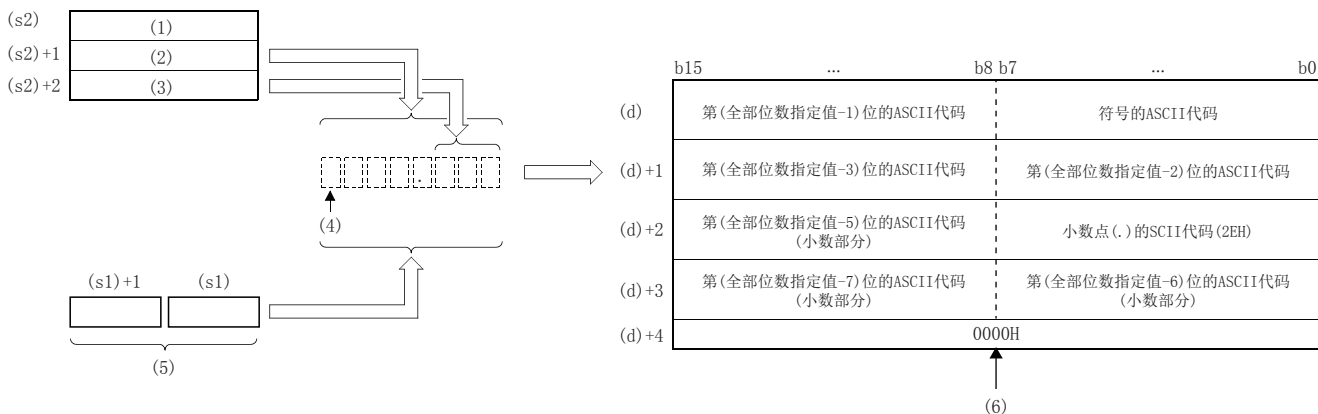 (s2)
(1)
(s2)+1
(2)
(s2)+2
(3)
.
(4)
(s1)+1
(s1)
(5)
b15
...
b8 b7
...
b0
(d)
第(全部位数指定值-1)位的ASCII代码
符号的ASCII代码
(d)+1
第(全部位数指定值-3)位的ASCII代码
第(全部位数指定值-2)位的ASCII代码
(d)+2
第(全部位数指定值-5)位的ASCII代码
(小数部分)
小数点(.)的SCII代码(2EH)
(d)+3
第(全部位数指定值-7)位的ASCII代码
(小数部分)
第(全部位数指定值-6)位的ASCII代码
(小数部分)
(d)+4
0000H
(6)